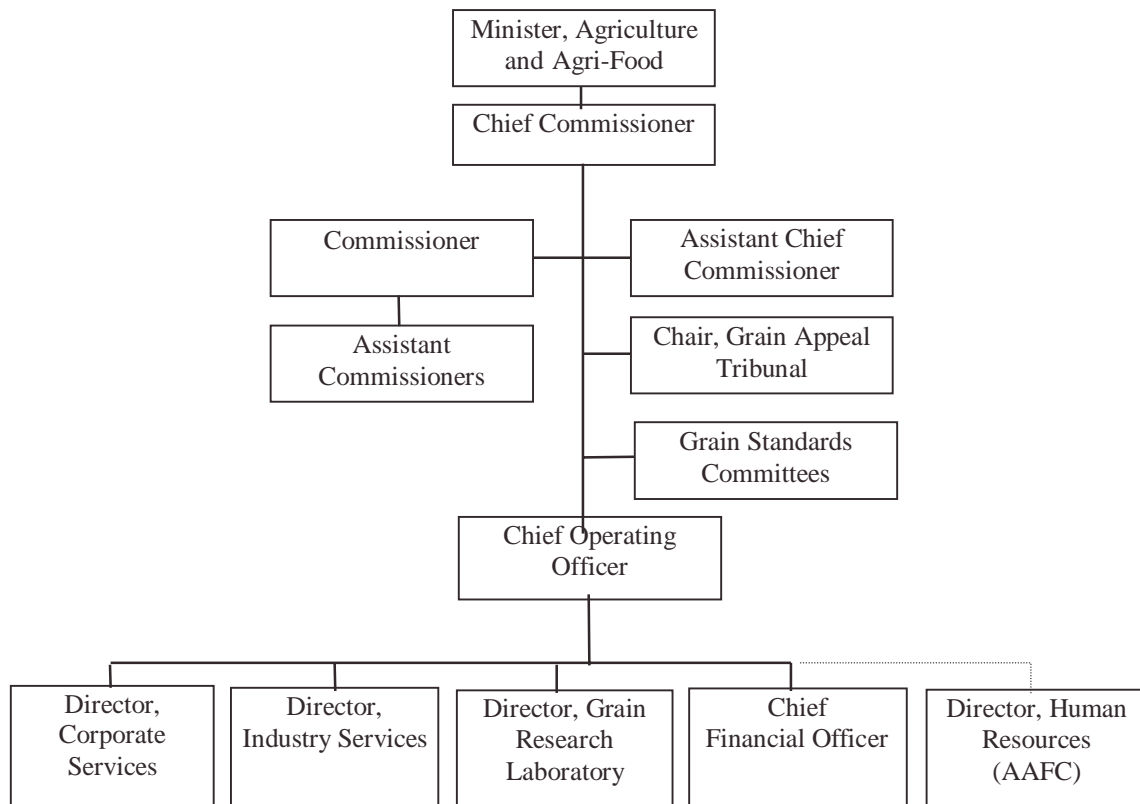 Minister, Agriculture
and Agri-Food
Chief Commissioner
Commissioner
Assistant Chief
Commissioner
Assistant
Commissioners
Chair, Grain Appeal
Tribunal
Grain Standards
Committees
Chief Operating
Officer
Director,
Corporate
Services
Director,
Industry Services
Director, Grain
Research
Laboratory
Chief
Financial Officer
Director, Human
Resources
(AAFC)